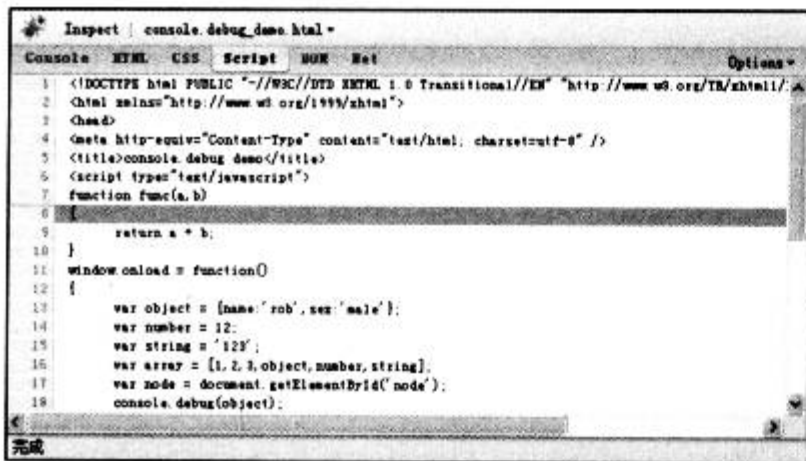 Inspect | console.debug_demo.html
Console HTML CSS Script DOM Net Options
1 <!DOCTYPE html PUBLIC "-//W3C//DTD XHTML 1.0 Transitional//EN" "http://www.w3.org/TR/xhtml1/
2 <html xmlns="http://www.w3.org/1999/xhtml">
3 <head>
4 <meta http-equiv="Content-Type" content="text/html; charset=utf-8" />
5 <title>console.debug demo</title>
6 <script type="text/javascript">
7 function func(a,b)
8 {
9 return a + b;
10 }
11 window.onload = function()
12 {
13 var object = {name:'rob',sex:'male'};
14 var number = 12;
15 var string = '123';
16 var array = [1,2,3,object,number,string];
17 var node = document.getElementById('node');
18 console.debug(object);
完成